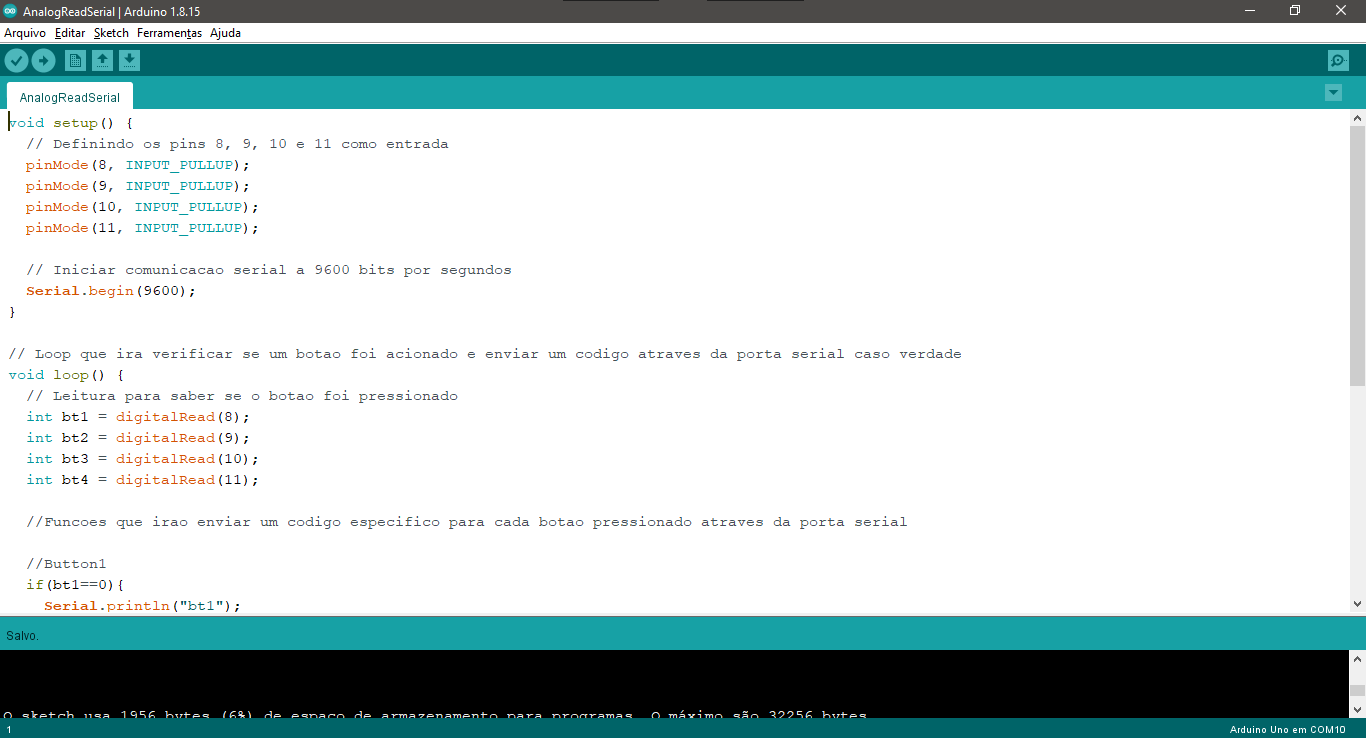 AnalogReadSerial | Arduino 1.8.15
Arquivo Editar Sketch Ferramentas Ajuda
AnalogReadSerial
void setup() {
  // Definindo os pins 8, 9, 10 e 11 como entrada
  pinMode(8, INPUT_PULLUP);
  pinMode(9, INPUT_PULLUP);
  pinMode(10, INPUT_PULLUP);
  pinMode(11, INPUT_PULLUP);
  // Iniciar comunicacao serial a 9600 bits por segundos
  Serial.begin(9600);
}
// Loop que ira verificar se um botao foi acionado e enviar um codigo atraves da porta serial caso verdade
void loop() {
  // Leitura para saber se o botao foi pressionado
  int bt1 = digitalRead(8);
  int bt2 = digitalRead(9);
  int bt3 = digitalRead(10);
  int bt4 = digitalRead(11);
  //Funcoes que irao enviar um codigo especifico para cada botao pressionado atraves da porta serial
  //Button1
  if(bt1==0){
    Serial.println("bt1");
Salvo.
O sketch usa 1956 bytes (6%) de espaço de armazenamento para programas. O máximo são 32256 bytes
1
Arduino Uno em COM10